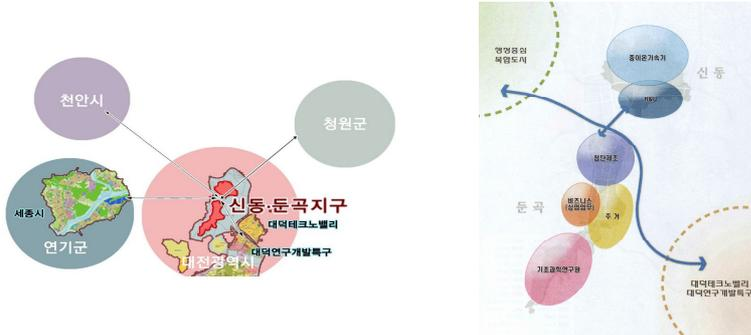 천안시
청원군
신동·둔곡지구
세종시
대덕테크노밸리
연기군
대덕연구개발특구
대전광역시
행정중심
복합도시
중이온가속기
신동
R&D
첨단제조
비즈니스
(상업업무)
둔곡
주거
기초과학연구원
대덕테크노밸리
대덕연구개발특구